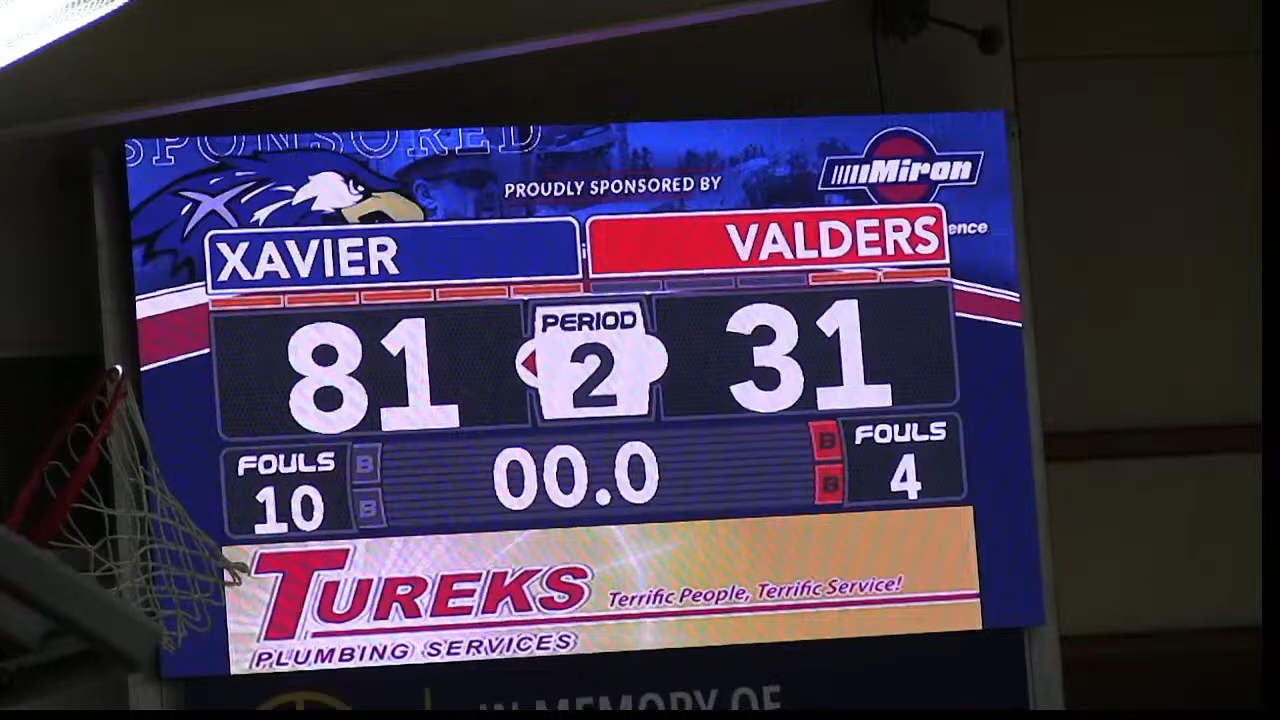 SPONSORED
PROUDLY SPONSORED BY
Miron
ence
XAVIER
VALDERS
81
PERIOD
2
31
FOULS
10
B
B
00.0
B
B
FOULS
4
TUREKS
Terrific People, Terrific Service!
PLUMBING SERVICES
IN MEMORY OF